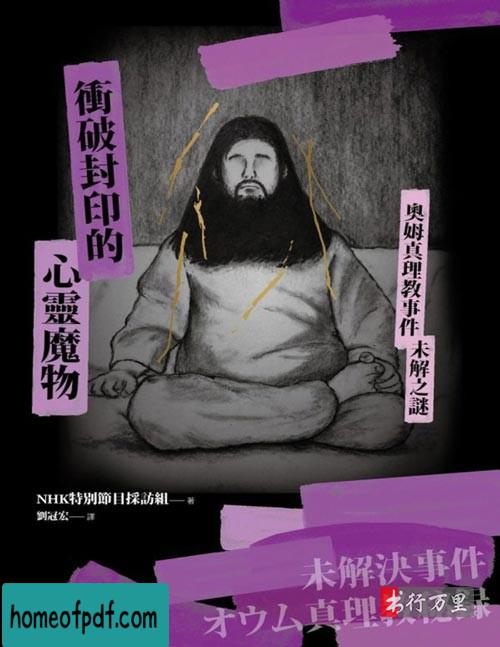 衝破封印的
心靈魔物
奧姆真理教事件
未解之謎
NHK特別節目採訪組──著
劉冠宏──譯
未解決事件
オウム真理教
书行万里
homeofpdf.com